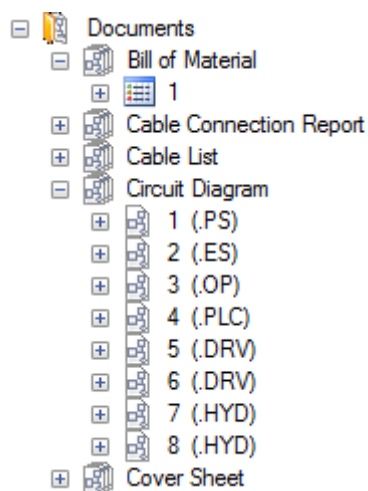 Documents
Bill of Material
1
Cable Connection Report
Cable List
Circuit Diagram
1 (.PS)
2 (.ES)
3 (.OP)
4 (.PLC)
5 (.DRV)
6 (.DRV)
7 (.HYD)
8 (.HYD)
Cover Sheet